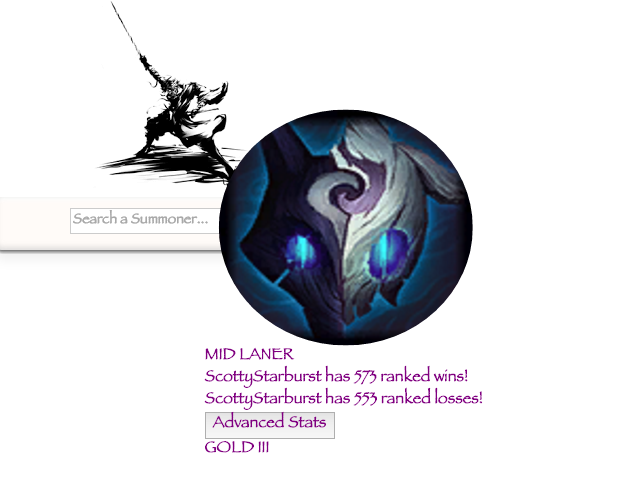 Search a Summoner...
MID LANER
ScottyStarburst has 573 ranked wins!
ScottyStarburst has 553 ranked losses!
Advanced Stats
GOLD III